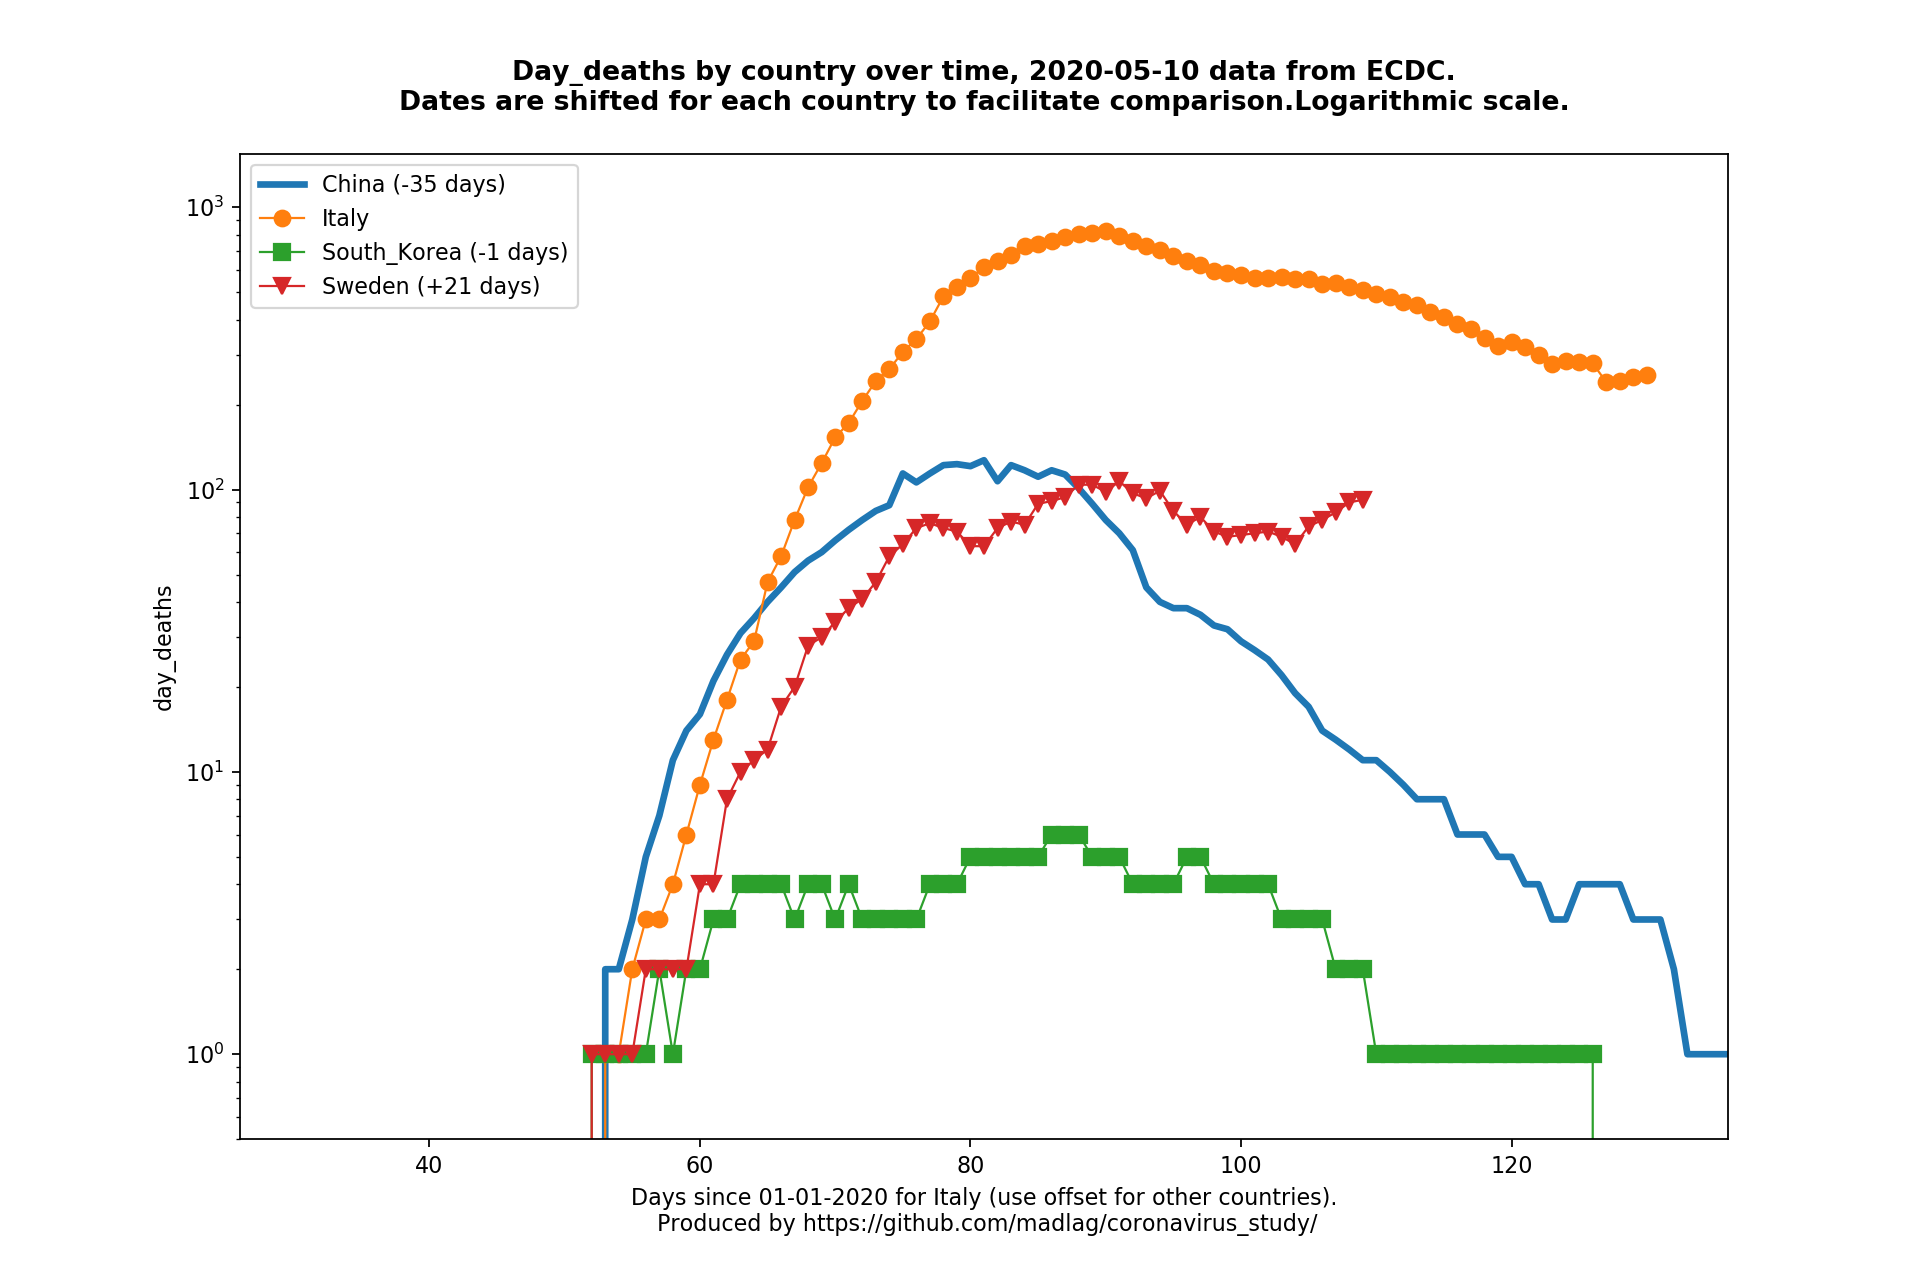 Day_deaths by country over time, 2020-05-10 data from ECDC.
Dates are shifted for each country to facilitate comparison.Logarithmic scale.
China (-35 days)
Italy
South_Korea (-1 days)
Sweden (+21 days)
10³
10²
10¹
10⁰
day_deaths
40 60 80 100 120
Days since 01-01-2020 for Italy (use offset for other countries).
Produced by https://github.com/madlag/coronavirus_study/